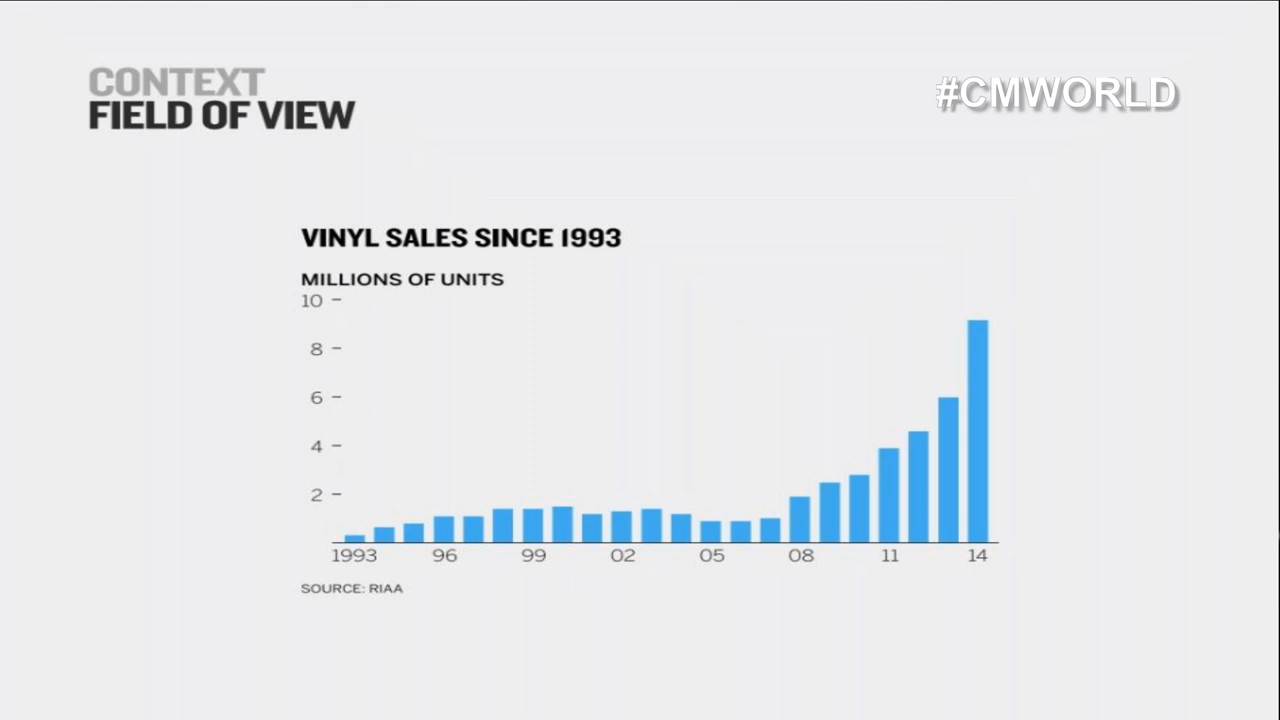 CONTEXT
FIELD OF VIEW
#CMWORLD
VINYL SALES SINCE 1993
MILLIONS OF UNITS
10
8
6
4
2
1993 96 99 02 05 08 11 14
SOURCE: RIAA